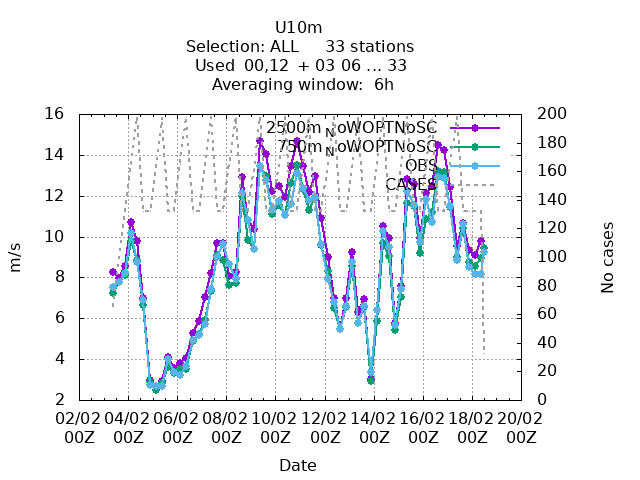 U10m
Selection: ALL     33 stations
Used  00,12  + 03 06 ... 33
Averaging window:  6h
16
14
12
10
8
6
4
2
m/s
200
180
160
140
120
100
80
60
40
20
0
No cases
2500m_NoWOPTNoSC
750m_NoWOPTNoSC
OBS
CASES
02/02 04/02 06/02 08/02 10/02 12/02 14/02 16/02 18/02 20/02
00Z 00Z 00Z 00Z 00Z 00Z 00Z 00Z 00Z 00Z
Date